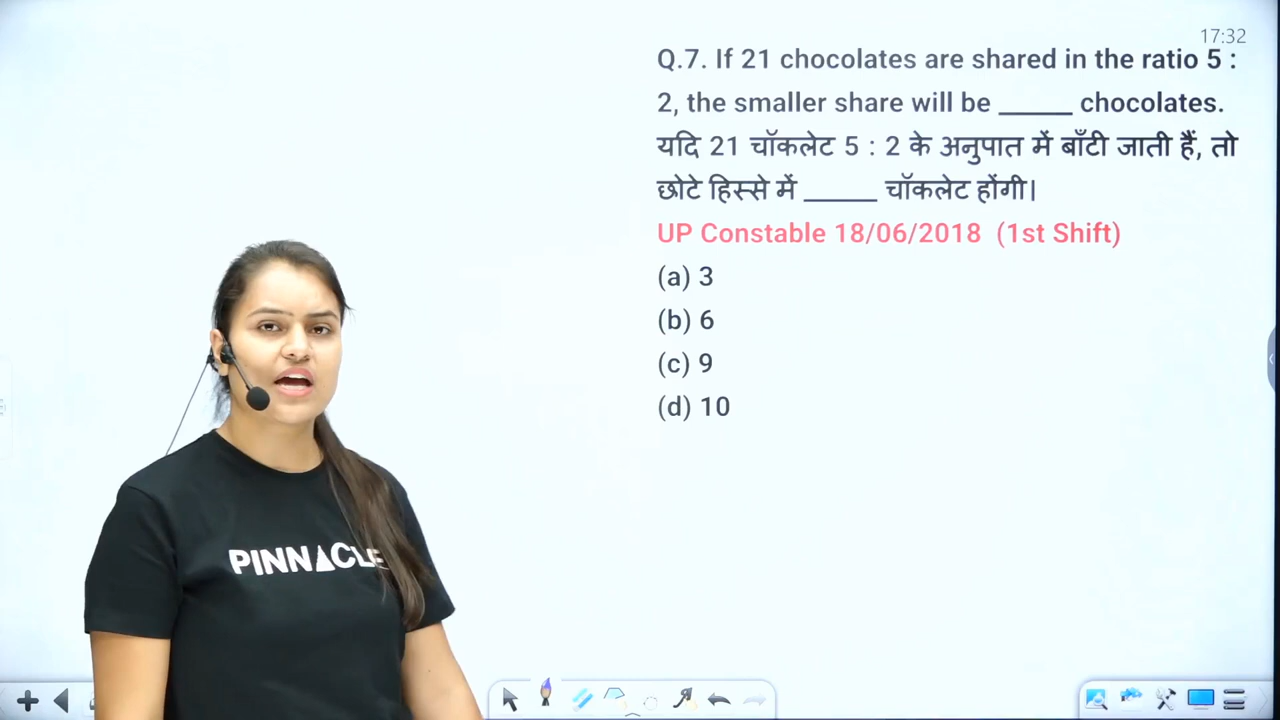 17:32
Q.7. If 21 chocolates are shared in the ratio 5 :
2, the smaller share will be ______ chocolates.
यदि 21 चॉकलेट 5 : 2 के अनुपात में बाँटी जाती हैं, तो
छोटे हिस्से में ______ चॉकलेट होंगी।
UP Constable 18/06/2018 (1st Shift)
(a) 3
(b) 6
(c) 9
(d) 10
PINNACLE